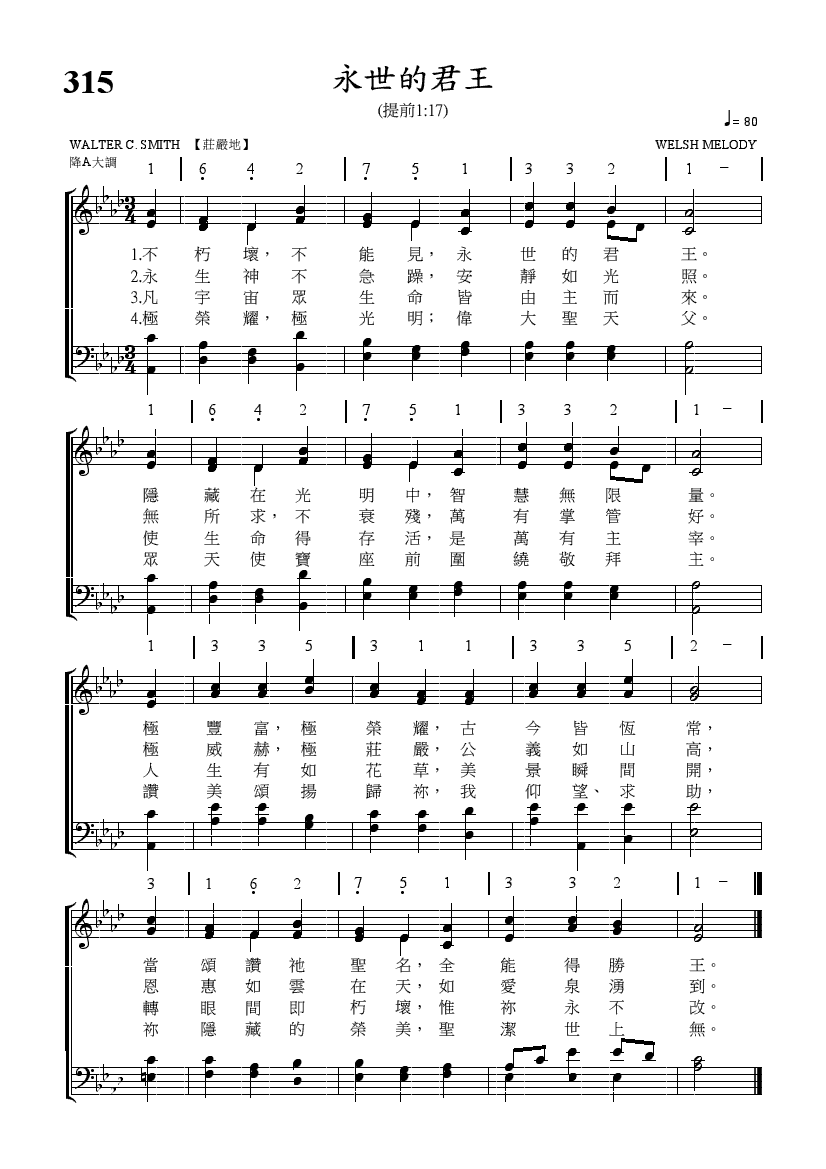 315
永世的君王
(提前1:17)
♩= 80
WALTER C. SMITH 【莊嚴地】 WELSH MELODY
降A大調
1 | 6̣ 4̣ 2 | 7̣ 5̣ 1 | 3 3 2 | 1 – |
3/4
1.不朽壞，不能見，永世的君王。
2.永生神不急躁，安靜如光照。
3.凡宇宙眾生命皆由主而來。
4.極榮耀，極光明；偉大聖天父。
3/4
1 | 6̣ 4̣ 2 | 7̣ 5̣ 1 | 3 3 2 | 1 – |
隱藏在光明中，智慧無限量。
無所求，不衰殘，萬有掌管好。
使生命得存活，是萬有主宰。
眾天使寶座前圍繞敬拜主。
1 | 3 3 5 | 3 1 1 | 3 3 5 | 2 – |
極豐富，極榮耀，古今皆恆常，
極威赫，極莊嚴，公義如山高，
人生有如花草，美景瞬間開，
讚美頌揚歸祢，我仰望、求助，
3 | 1 6̣ 2 | 7̣ 5̣ 1 | 3 3 2 | 1 – ‖
當頌讚祂聖名，全能得勝王。
恩惠如雲在天，如愛泉湧到。
轉眼間即朽壞，惟祢永不改。
祢隱藏的榮美，聖潔世上無。